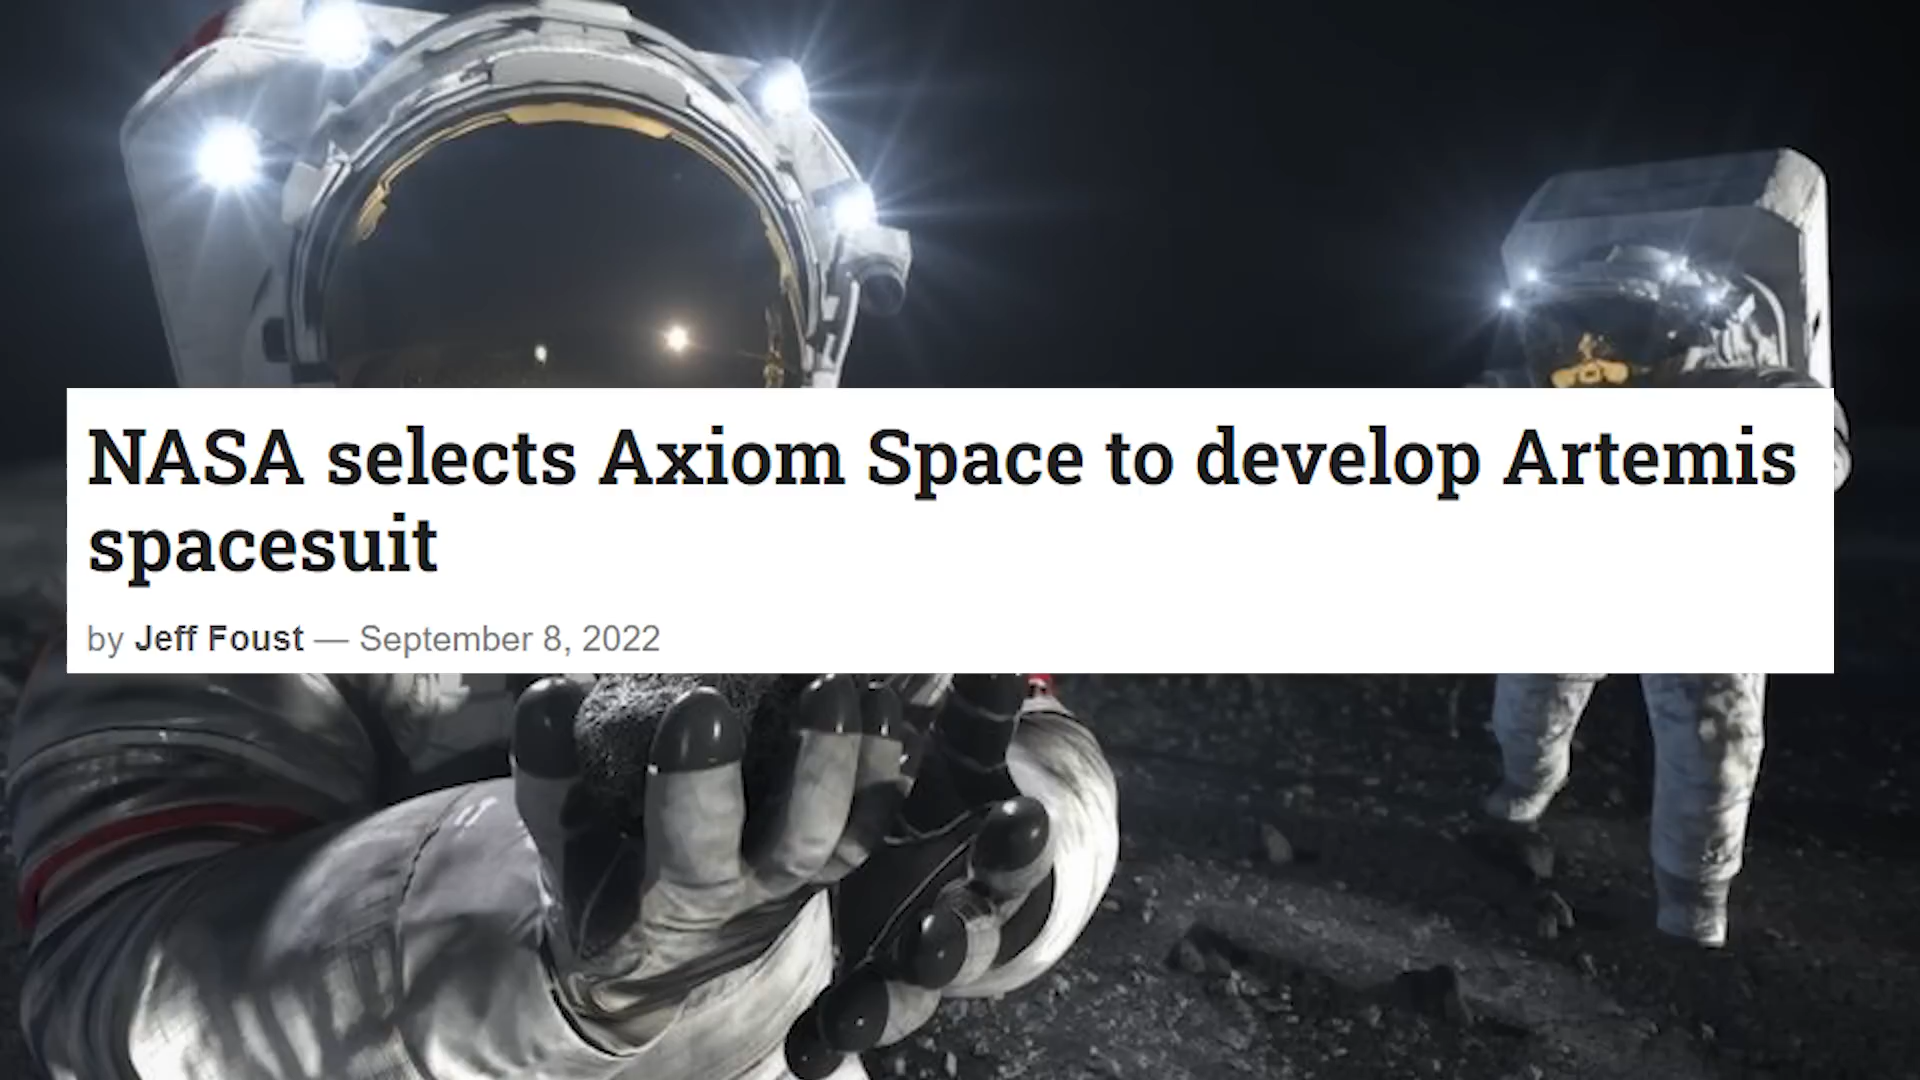 NASA selects Axiom Space to develop Artemis
spacesuit
by Jeff Foust — September 8, 2022